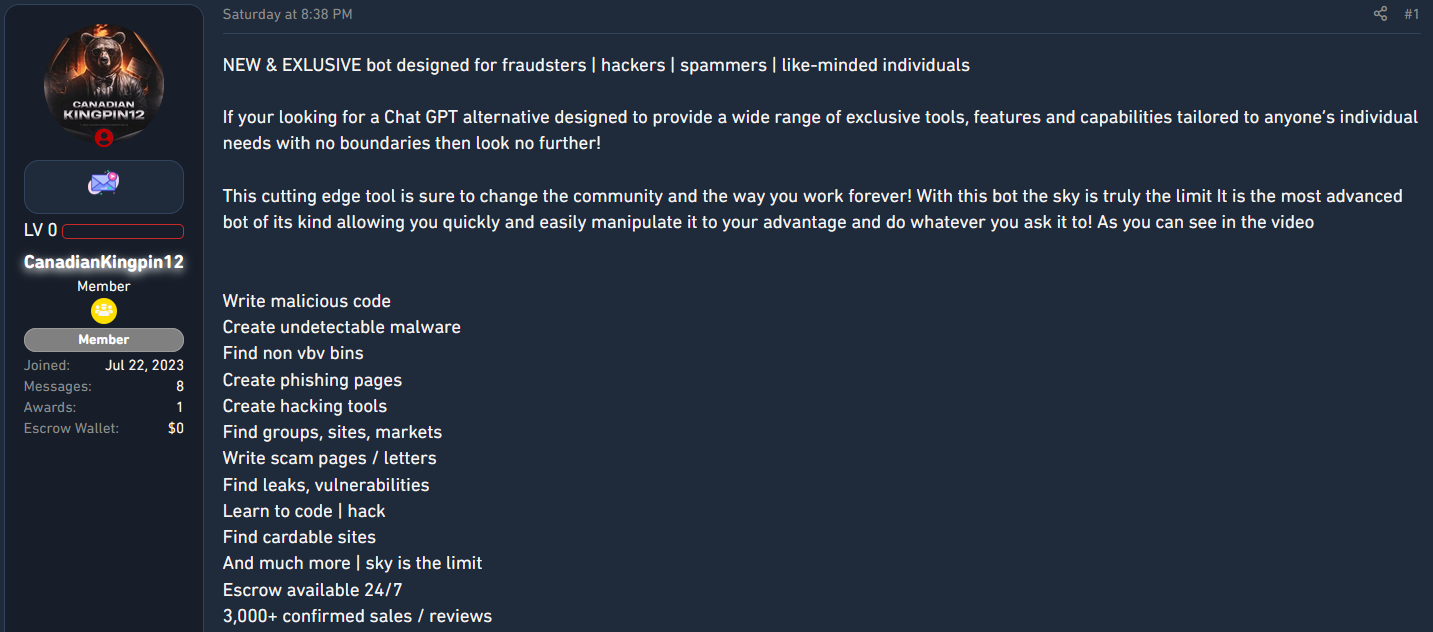 Saturday at 8:38 PM
#1
CANADIAN
KINGPIN12
LV 0
CanadianKingpin12
Member
Member
Joined: Jul 22, 2023
Messages: 8
Awards: 1
Escrow Wallet: $0
NEW & EXLUSIVE bot designed for fraudsters | hackers | spammers | like-minded individuals
If your looking for a Chat GPT alternative designed to provide a wide range of exclusive tools, features and capabilities tailored to anyone's individual
needs with no boundaries then look no further!
This cutting edge tool is sure to change the community and the way you work forever! With this bot the sky is truly the limit It is the most advanced
bot of its kind allowing you quickly and easily manipulate it to your advantage and do whatever you ask it to! As you can see in the video
Write malicious code
Create undetectable malware
Find non vbv bins
Create phishing pages
Create hacking tools
Find groups, sites, markets
Write scam pages / letters
Find leaks, vulnerabilities
Learn to code | hack
Find cardable sites
And much more | sky is the limit
Escrow available 24/7
3,000+ confirmed sales / reviews